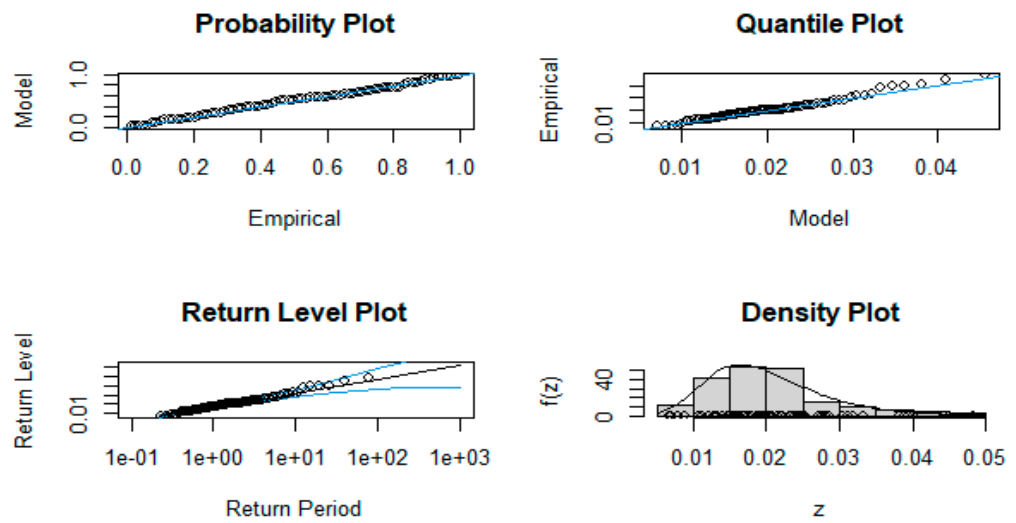 Probability Plot
Model
0.0 1.0
0.0 0.2 0.4 0.6 0.8 1.0
Empirical
Quantile Plot
Empirical
0.01
0.01 0.02 0.03 0.04
Model
Return Level Plot
Return Level
0.01
1e-01 1e+00 1e+01 1e+02 1e+03
Return Period
Density Plot
f(z)
0 40
0.01 0.02 0.03 0.04 0.05
z